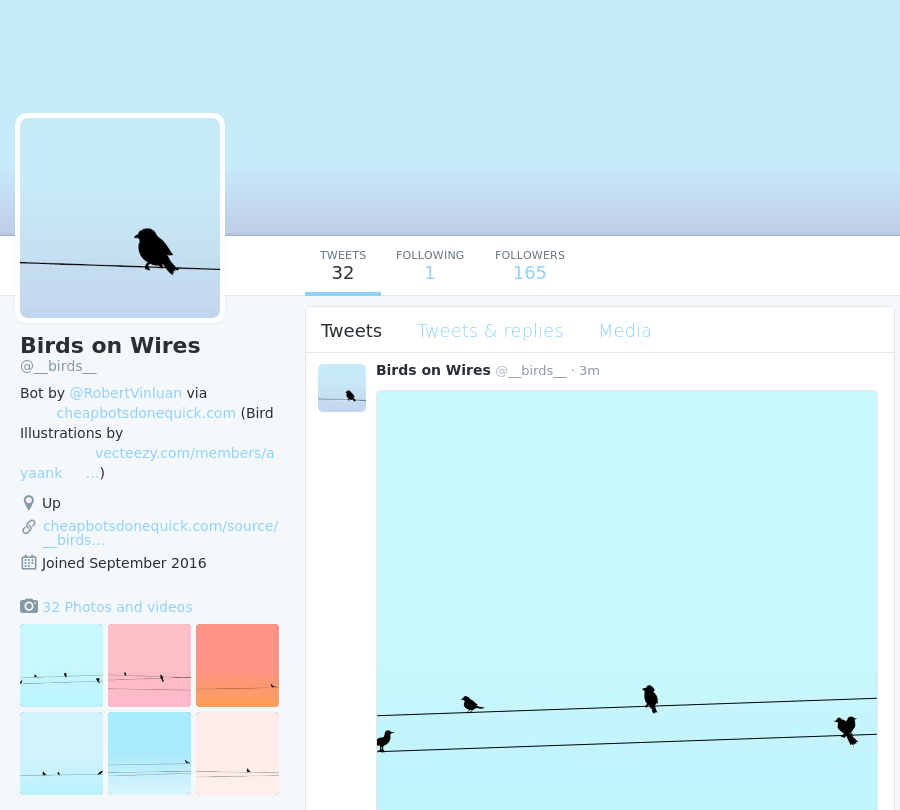 TWEETS
32
FOLLOWING
1
FOLLOWERS
165
Birds on Wires
@__birds__
Bot by @RobertVinluan via
cheapbotsdonequick.com (Bird
Illustrations by
vecteezy.com/members/a
yaank …)
Up
cheapbotsdonequick.com/source/
__birds…
Joined September 2016
32 Photos and videos
Tweets Tweets & replies Media
Birds on Wires @__birds__ · 3m